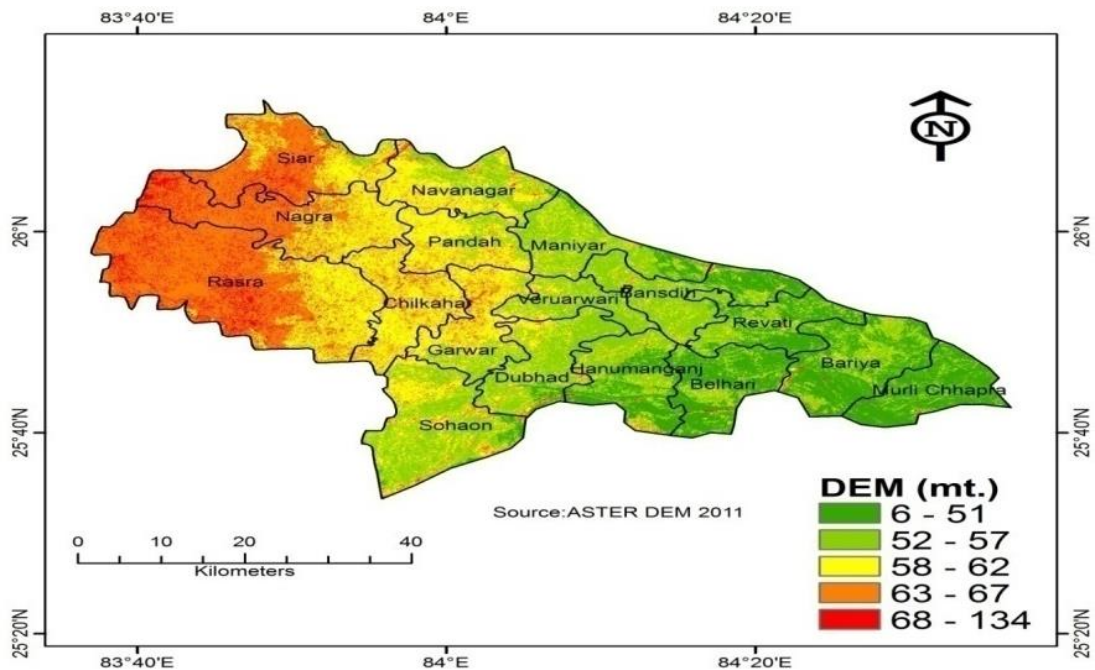 83°40'E 84°E 84°20'E
N
Siar
Navanagar
Nagra
26°N 26°N
Pandah
Maniyar
Rasra
Bansdih
Chilkahar
Veruarwari
Revati
Garwar
Bariya
Hanumanganj
Dubhad
Belhari
Murli Chhapra
Sohaon
25°40'N 25°40'N
DEM (mt.)
Source:ASTER DEM 2011
6 - 51
52 - 57
0 10 20 40
58 - 62
Kilometers
63 - 67
68 - 134
25°20'N 25°20'N
83°40'E 84°E 84°20'E